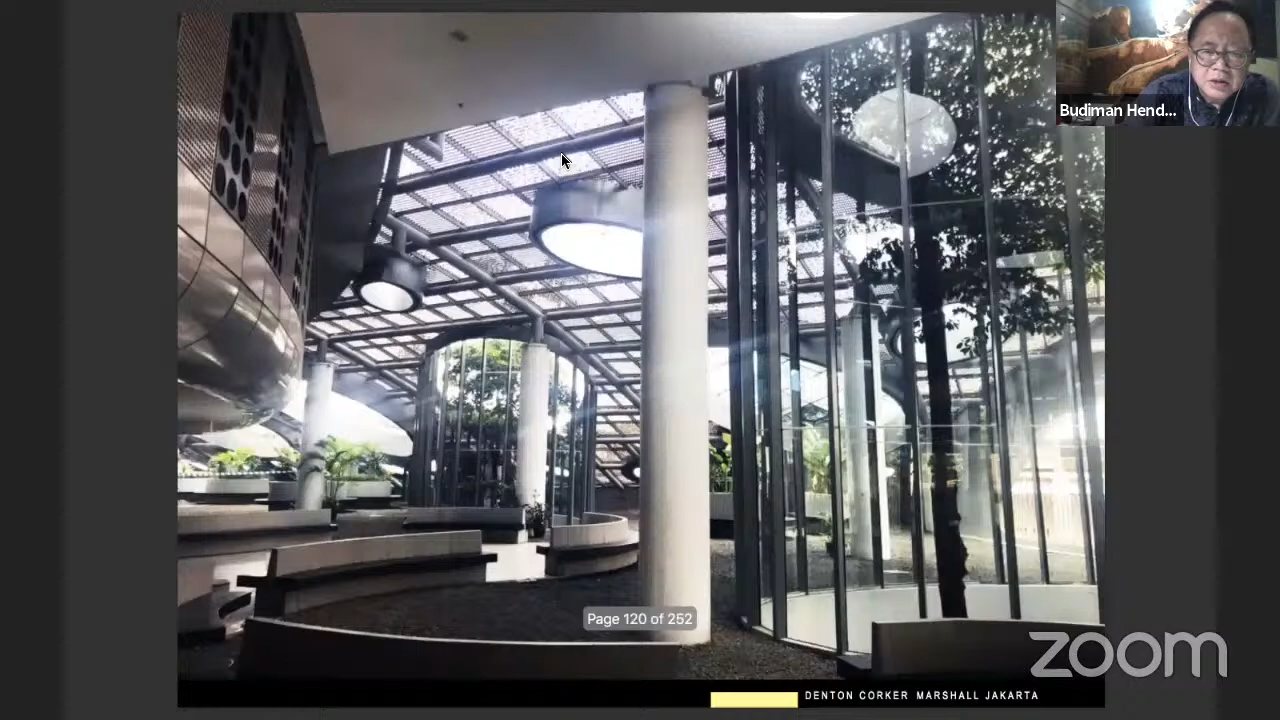 Budiman Hend...
Page 120 of 252
zoom
DENTON CORKER MARSHALL JAKARTA